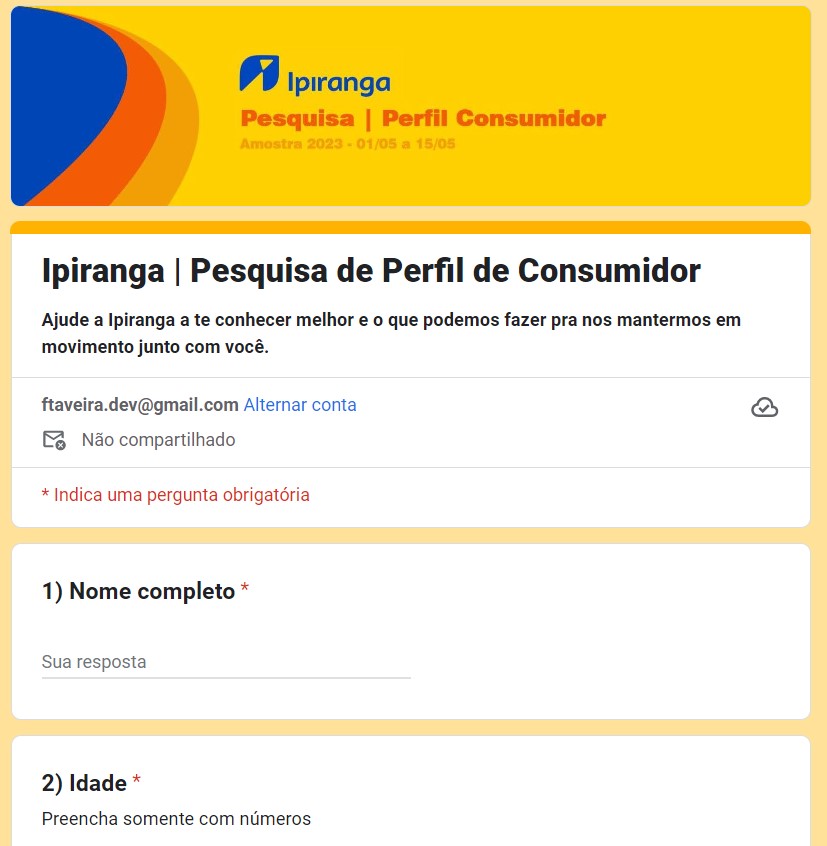 Ipiranga
Pesquisa | Perfil Consumidor
Amostra 2023 - 01/05 a 15/05
Ipiranga | Pesquisa de Perfil de Consumidor
Ajude a Ipiranga a te conhecer melhor e o que podemos fazer pra nos mantermos em
movimento junto com você.
ftaveira.dev@gmail.com Alternar conta
Não compartilhado
* Indica uma pergunta obrigatória
1) Nome completo *
Sua resposta
2) Idade *
Preencha somente com números